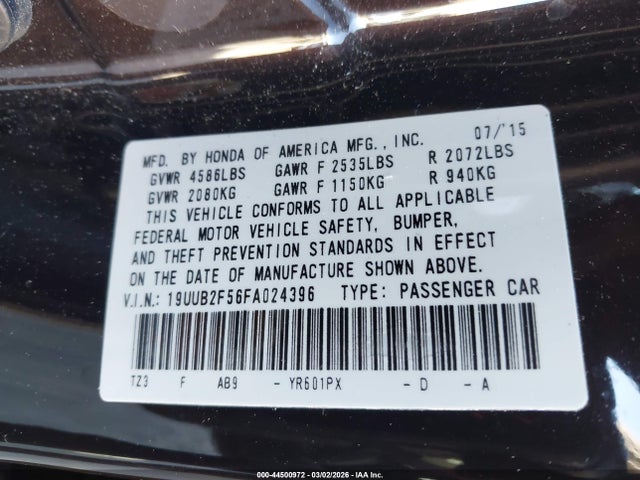 MFD. BY HONDA OF AMERICA MFG., INC. 07/'15
GVWR 4586LBS GAWR F 2535LBS R 2072LBS
GVWR 2080KG GAWR F 1150KG R 940KG
THIS VEHICLE CONFORMS TO ALL APPLICABLE
FEDERAL MOTOR VEHICLE SAFETY, BUMPER,
AND THEFT PREVENTION STANDARDS IN EFFECT
ON THE DATE OF MANUFACTURE SHOWN ABOVE.
V.I.N.: 19UUB2F56FA024396 TYPE: PASSENGER CAR
TZ3 F AB9 - YR601PX - D - A
000-44500972 - 03/02/2026 - IAA Inc.